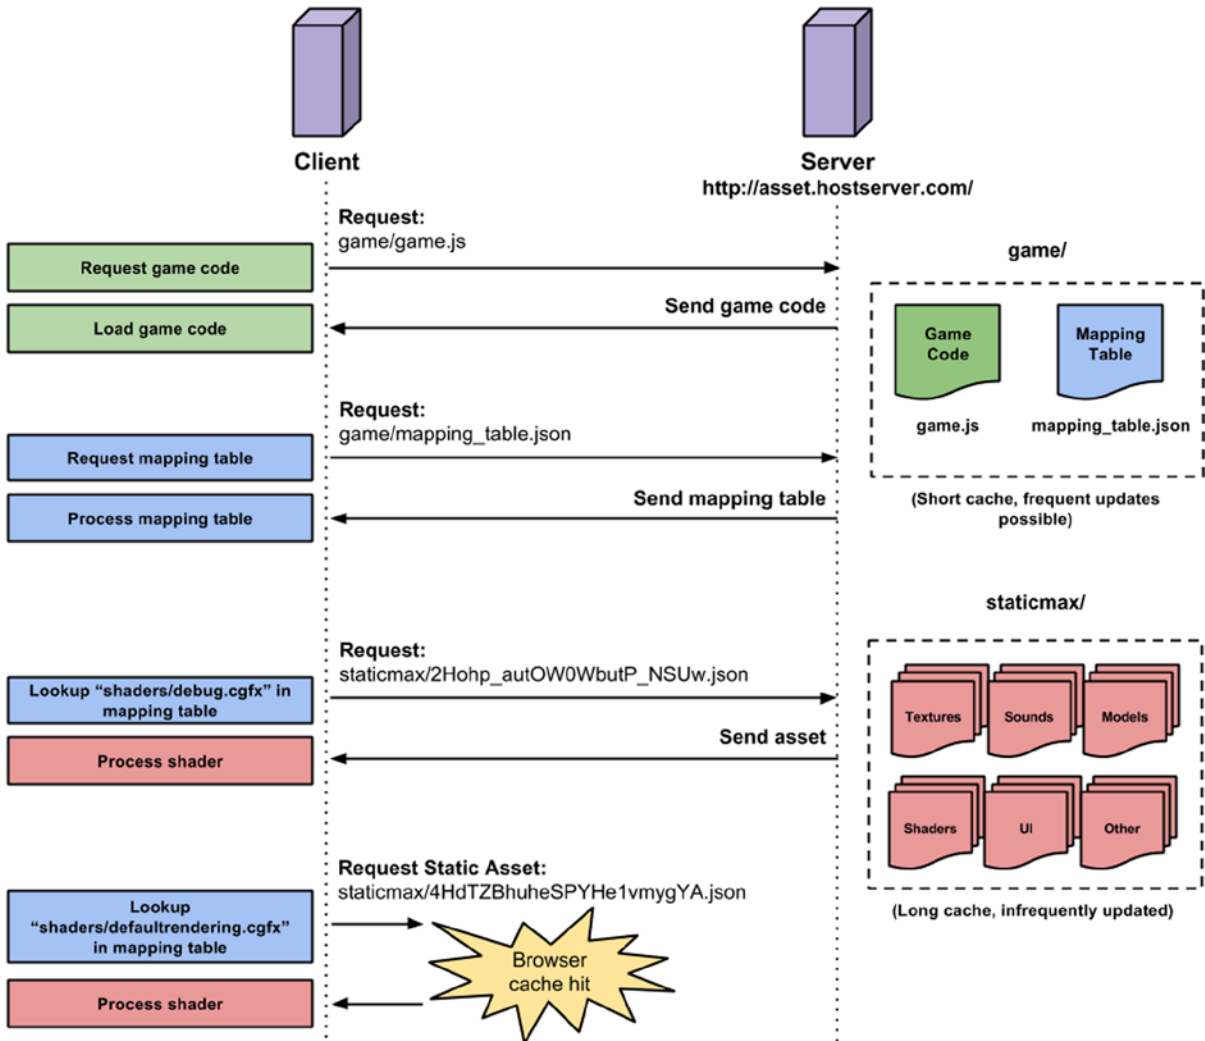 Client
Server
http://asset.hostserver.com/
Request:
game/game.js
Request game code
Send game code
Load game code
game/
Game
Code
Mapping
Table
game.js
mapping_table.json
(Short cache, frequent updates
possible)
Request:
game/mapping_table.json
Request mapping table
Send mapping table
Process mapping table
staticmax/
Request:
staticmax/2Hohp_autOW0WbutP_NSUw.json
Lookup “shaders/debug.cgfx” in
mapping table
Send asset
Process shader
Textures
Sounds
Models
Shaders
UI
Other
(Long cache, infrequently updated)
Request Static Asset:
staticmax/4HdTZBhuheSPYHe1vmygYA.json
Lookup
“shaders/defaultrendering.cgfx”
in mapping table
Browser
cache hit
Process shader